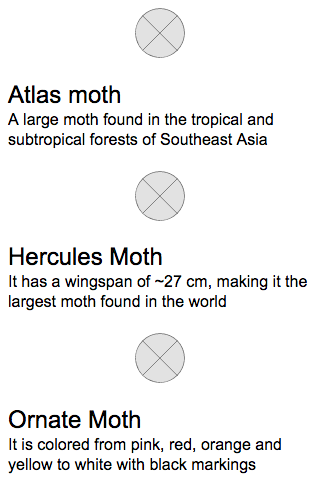 Atlas moth
A large moth found in the tropical and
subtropical forests of Southeast Asia
Hercules Moth
It has a wingspan of ~27 cm, making it the
largest moth found in the world
Ornate Moth
It is colored from pink, red, orange and
yellow to white with black markings